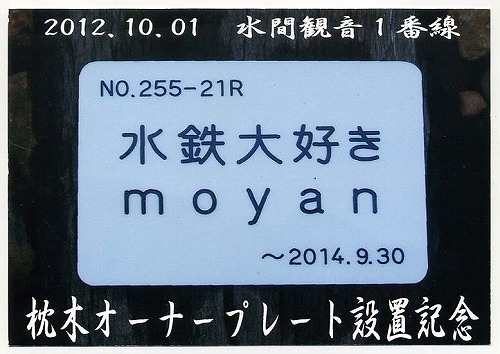 2012.10.01 水間観音1番線
NO.255-21R
水鉄大好き
moyan
～2014.9.30
枕木オーナープレート設置記念